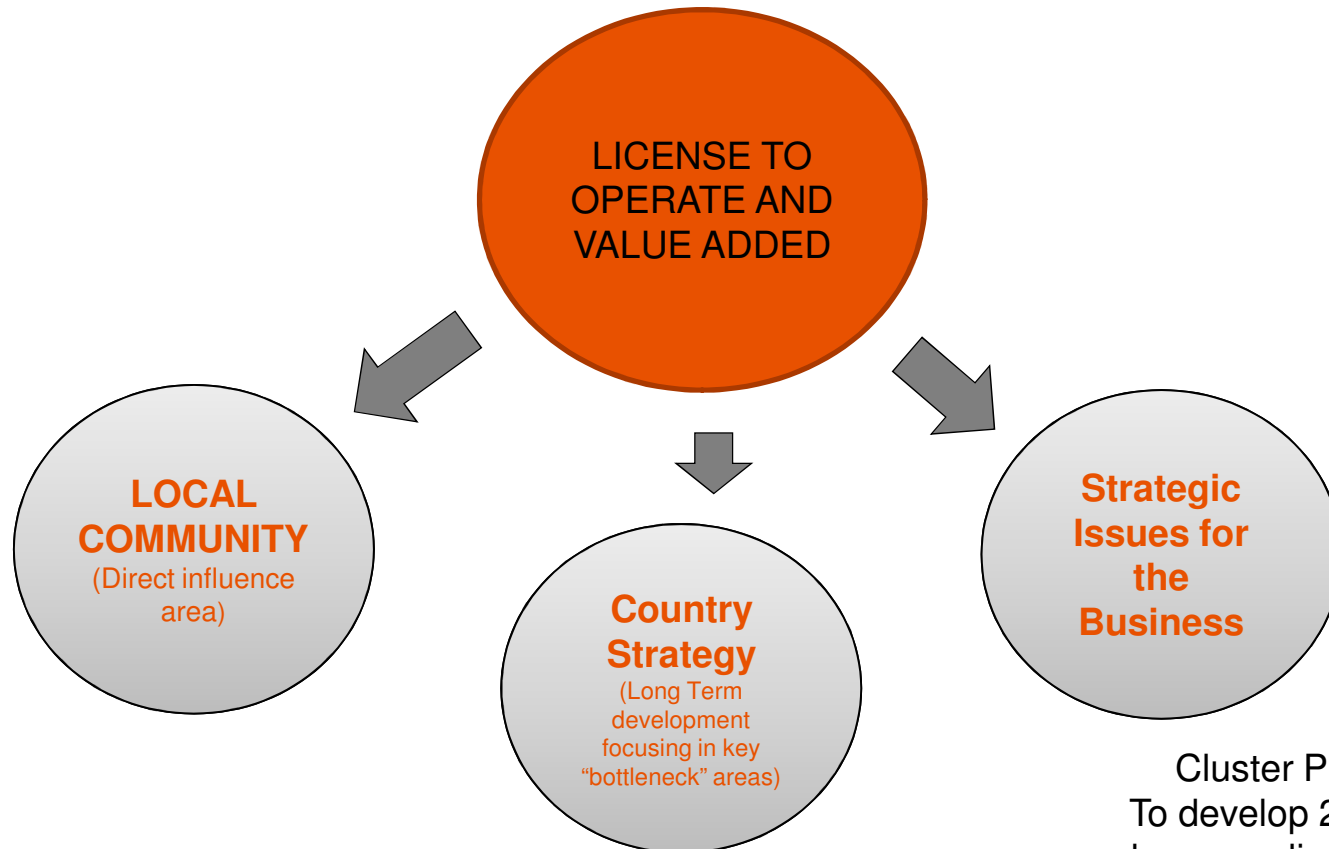 LICENSE TO
OPERATE AND
VALUE ADDED
LOCAL
COMMUNITY
(Direct influence
area)
Country
Strategy
(Long Term
development
focusing in key
“bottleneck” areas)
Strategic
Issues for
the
Business
Cluster P
To develop 2